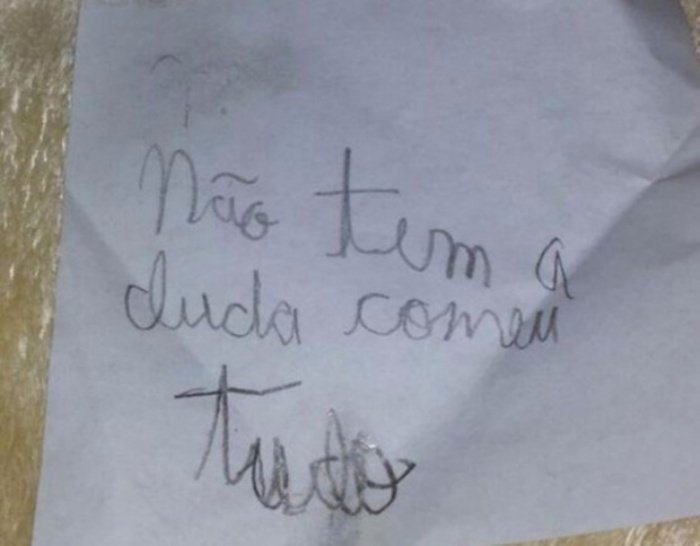 Não tem a
duda comeu
tudo